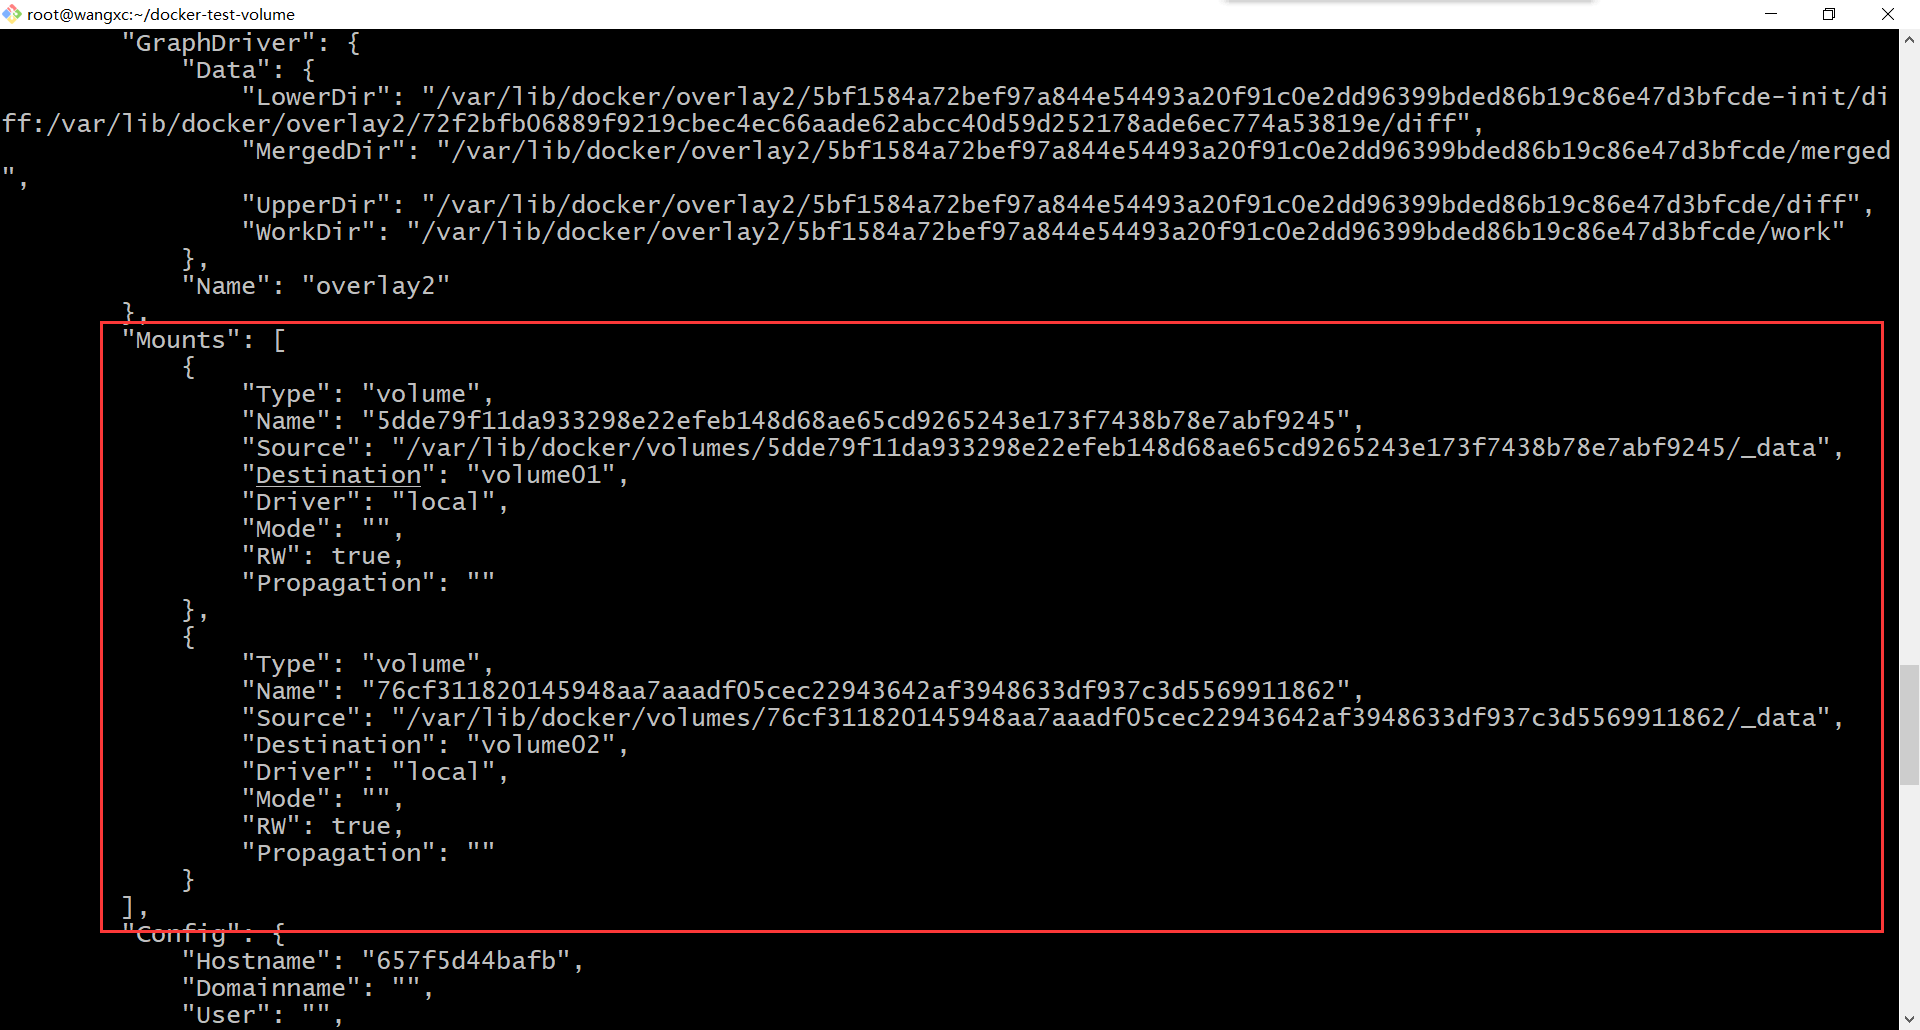 root@wangxc:~/docker-test-volume
"GraphDriver": {
"Data": {
"LowerDir": "/var/lib/docker/overlay2/5bf1584a72bef97a844e54493a20f91c0e2dd96399bded86b19c86e47d3bfcde-init/di
ff:/var/lib/docker/overlay2/72f2bfb06889f9219cbec4ec66aade62abcc40d59d252178ade6ec774a53819e/diff",
"MergedDir": "/var/lib/docker/overlay2/5bf1584a72bef97a844e54493a20f91c0e2dd96399bded86b19c86e47d3bfcde/merged
",
"UpperDir": "/var/lib/docker/overlay2/5bf1584a72bef97a844e54493a20f91c0e2dd96399bded86b19c86e47d3bfcde/diff",
"WorkDir": "/var/lib/docker/overlay2/5bf1584a72bef97a844e54493a20f91c0e2dd96399bded86b19c86e47d3bfcde/work"
},
"Name": "overlay2"
},
"Mounts": [
{
"Type": "volume",
"Name": "5dde79f11da933298e22efeb148d68ae65cd9265243e173f7438b78e7abf9245",
"Source": "/var/lib/docker/volumes/5dde79f11da933298e22efeb148d68ae65cd9265243e173f7438b78e7abf9245/_data",
"Destination": "volume01",
"Driver": "local",
"Mode": "",
"RW": true,
"Propagation": ""
},
{
"Type": "volume",
"Name": "76cf311820145948aa7aaadf05cec22943642af3948633df937c3d5569911862",
"Source": "/var/lib/docker/volumes/76cf311820145948aa7aaadf05cec22943642af3948633df937c3d5569911862/_data",
"Destination": "volume02",
"Driver": "local",
"Mode": "",
"RW": true,
"Propagation": ""
}
],
"Config": {
"Hostname": "657f5d44bafb",
"Domainname": "",
"User": "",